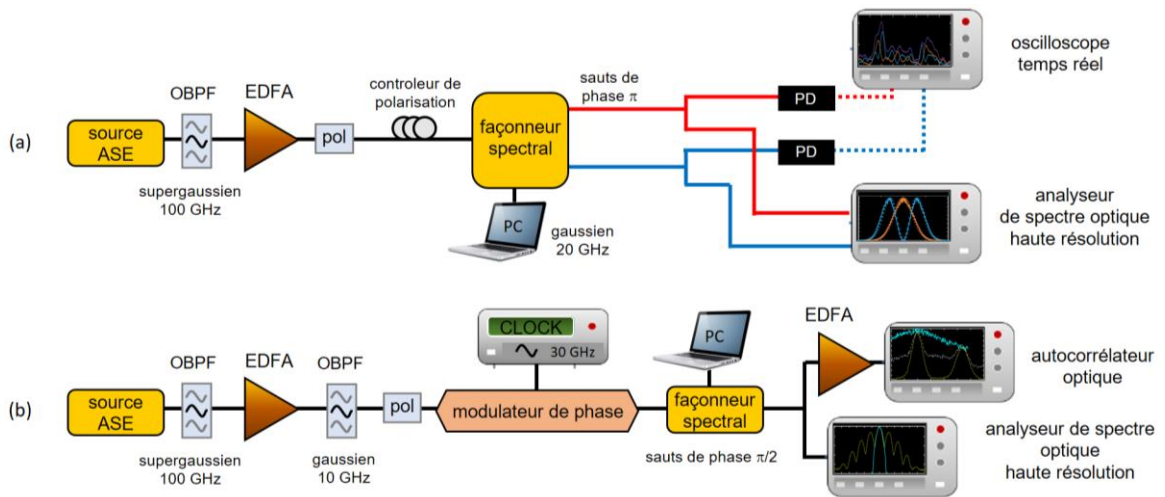 (a)
source
ASE
OBPF
supergaussien
100 GHz
EDFA
pol
controleur de
polarisation
façonneur
spectral
PC
gaussien
20 GHz
sauts de
phase π
PD
PD
oscilloscope
temps réel
analyseur
de spectre optique
haute résolution
(b)
source
ASE
OBPF
supergaussien
100 GHz
EDFA
OBPF
gaussien
10 GHz
pol
CLOCK
30 GHz
modulateur de phase
PC
façonneur
spectral
sauts de phase π/2
EDFA
autocorrélateur
optique
analyseur de spectre
optique
haute résolution